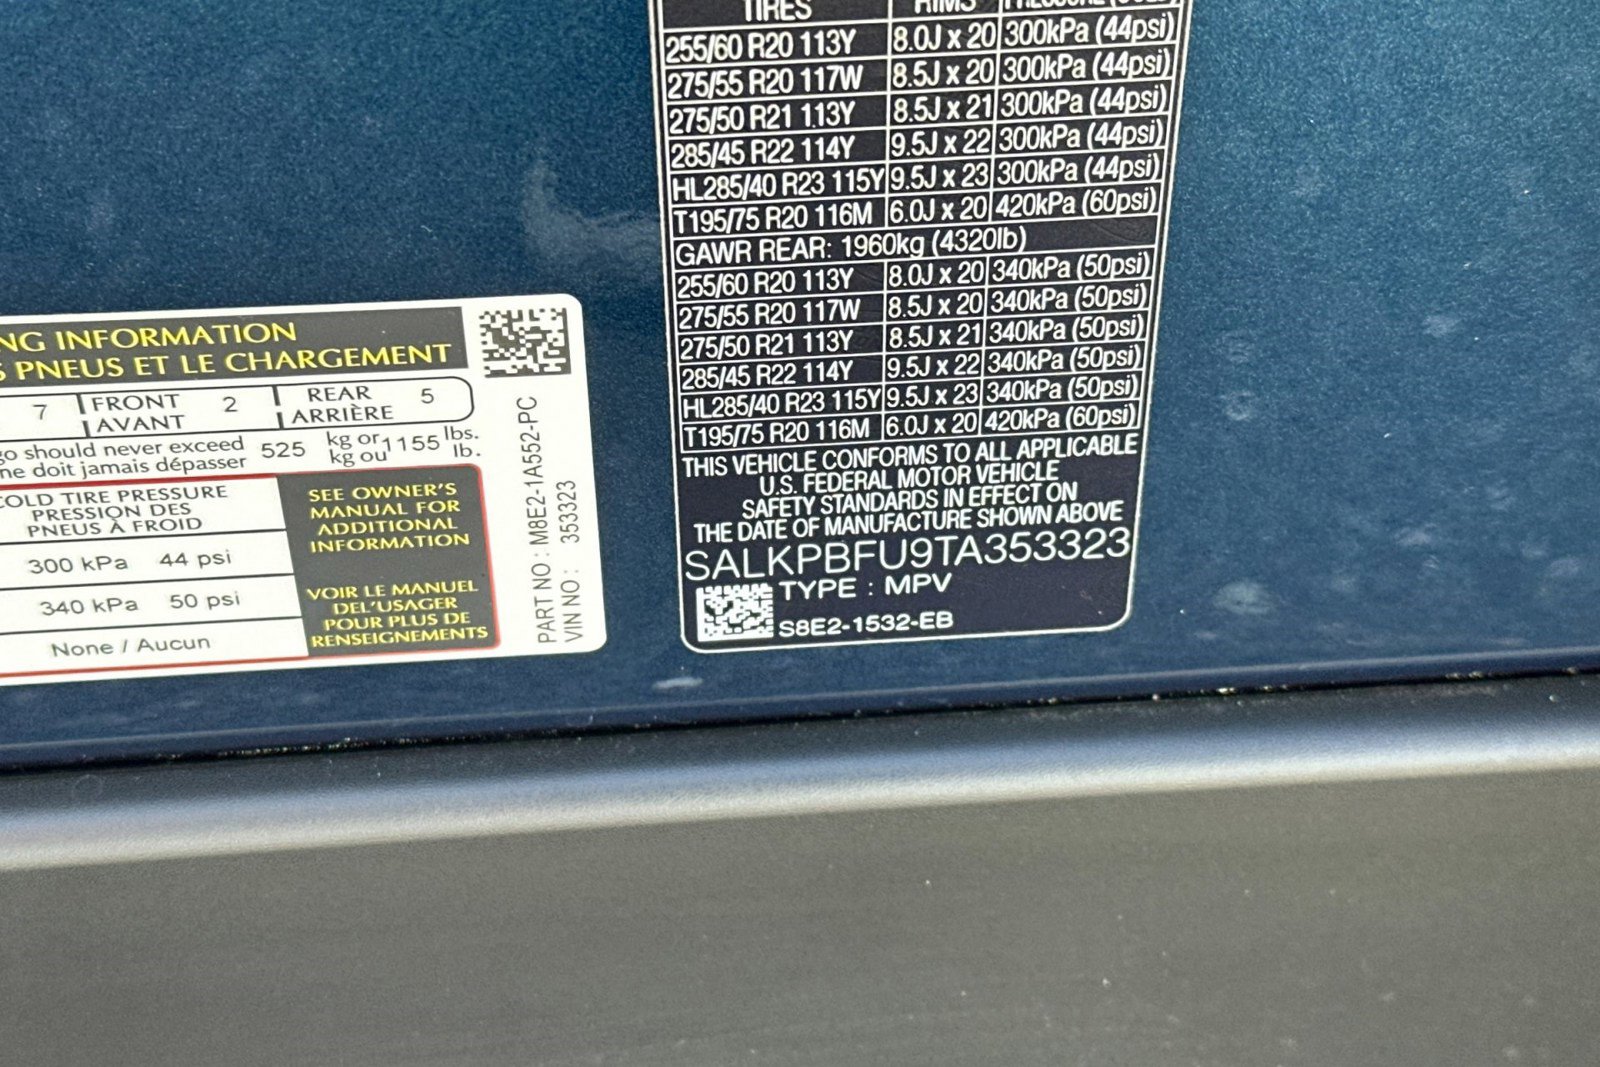 NG INFORMATION
S PNEUS ET LE CHARGEMENT
7 FRONT 2 REAR 5
AVANT ARRIÈRE
go should never exceed 525 kg or 1155 lbs.
ne doit jamais dépasser kg ou lb.
COLD TIRE PRESSURE
PRESSION DES
PNEUS À FROID
300 kPa 44 psi
340 kPa 50 psi
None / Aucun
SEE OWNER'S
MANUAL FOR
ADDITIONAL
INFORMATION
VOIR LE MANUEL
DEL'USAGER
POUR PLUS DE
RENSEIGNEMENTS
PART NO : M8E2-1A552-PC
VIN NO : 353323
TIRES RIMS
255/60 R20 113Y 8.0J x 20 300kPa (44psi)
275/55 R20 117W 8.5J x 20 300kPa (44psi)
275/50 R21 113Y 8.5J x 21 300kPa (44psi)
285/45 R22 114Y 9.5J x 22 300kPa (44psi)
HL285/40 R23 115Y 9.5J x 23 300kPa (44psi)
T195/75 R20 116M 6.0J x 20 420kPa (60psi)
GAWR REAR: 1960kg (4320lb)
255/60 R20 113Y 8.0J x 20 340kPa (50psi)
275/55 R20 117W 8.5J x 20 340kPa (50psi)
275/50 R21 113Y 8.5J x 21 340kPa (50psi)
285/45 R22 114Y 9.5J x 22 340kPa (50psi)
HL285/40 R23 115Y 9.5J x 23 340kPa (50psi)
T195/75 R20 116M 6.0J x 20 420kPa (60psi)
THIS VEHICLE CONFORMS TO ALL APPLICABLE
U.S. FEDERAL MOTOR VEHICLE
SAFETY STANDARDS IN EFFECT ON
THE DATE OF MANUFACTURE SHOWN ABOVE
SALKPBFU9TA353323
TYPE : MPV
S8E2-1532-EB